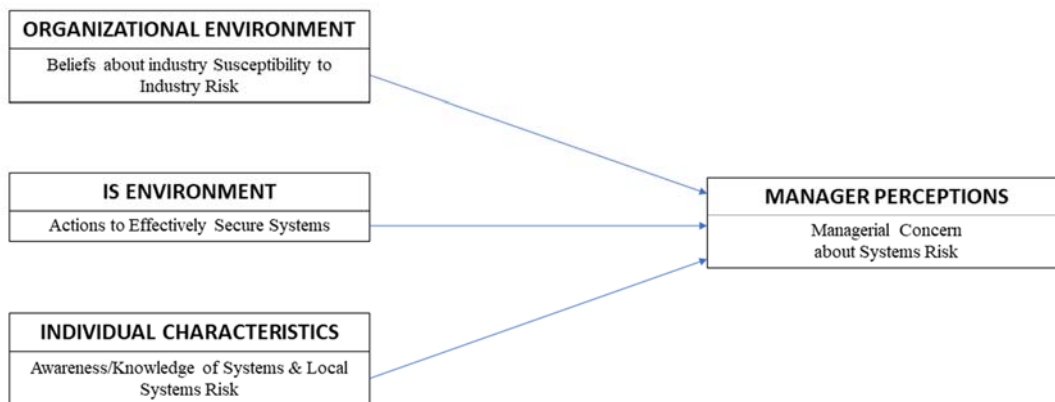 ORGANIZATIONAL ENVIRONMENT
Beliefs about industry Susceptibility to
Industry Risk
IS ENVIRONMENT
Actions to Effectively Secure Systems
INDIVIDUAL CHARACTERISTICS
Awareness/Knowledge of Systems & Local
Systems Risk
MANAGER PERCEPTIONS
Managerial Concern
about Systems Risk